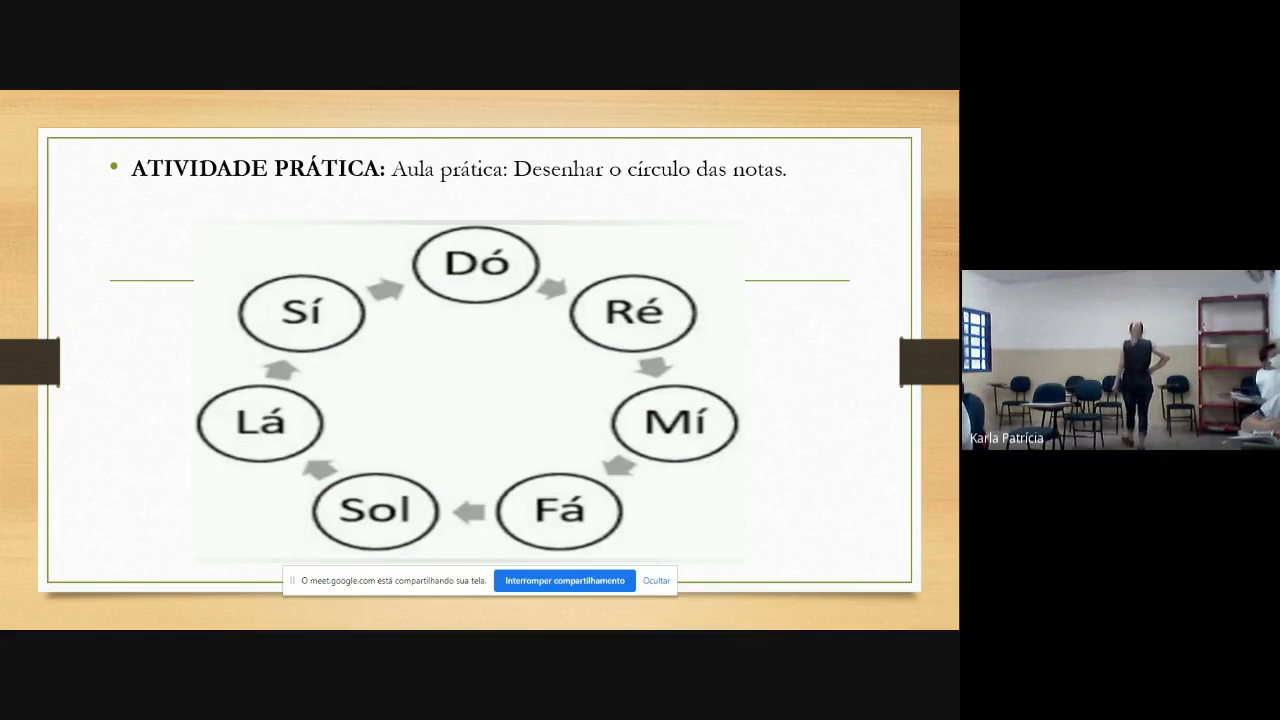 • ATIVIDADE PRÁTICA: Aula prática: Desenhar o círculo das notas.
Dó
Ré
Mí
Fá
Sol
Lá
Sí
O meet.google.com está compartilhando sua tela. Interromper compartilhamento Ocultar
Karla Patrícia